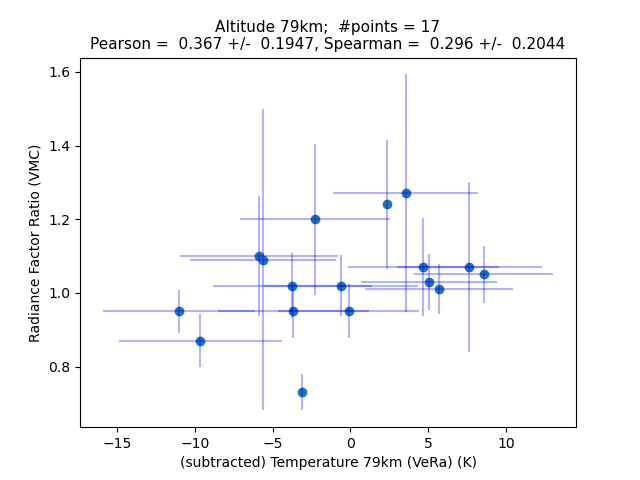 Altitude 79km;  #points = 17
Pearson =  0.367 +/-  0.1947, Spearman =  0.296 +/-  0.2044
1.6
1.4
1.2
1.0
0.8
Radiance Factor Ratio (VMC)
−15
−10
−5
0
5
10
(subtracted) Temperature 79km (VeRa) (K)